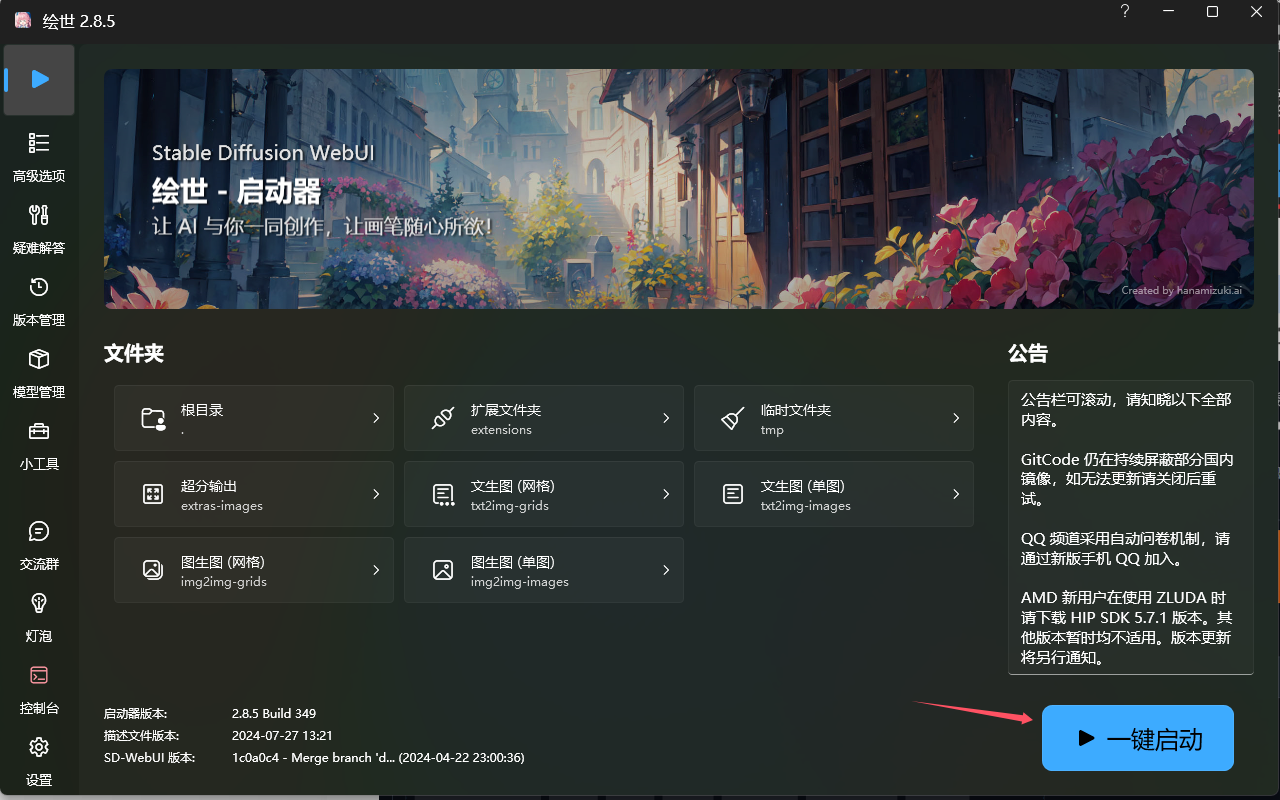 绘世 2.8.5
?
高级选项
疑难解答
版本管理
模型管理
小工具
交流群
灯泡
控制台
设置
Stable Diffusion WebUI
绘世 - 启动器
让 AI 与你一同创作，让画笔随心所欲!
Created by hanamizuki.ai
文件夹
根目录
.
扩展文件夹
extensions
临时文件夹
tmp
超分输出
extras-images
文生图 (网格)
txt2img-grids
文生图 (单图)
txt2img-images
图生图 (网格)
img2img-grids
图生图 (单图)
img2img-images
公告
公告栏可滚动，请知晓以下全部
内容。
GitCode 仍在持续屏蔽部分国内
镜像，如无法更新请关闭后重
试。
QQ 频道采用自动问卷机制，请
通过新版手机 QQ 加入。
AMD 新用户在使用 ZLUDA 时
请下载 HIP SDK 5.7.1 版本。其
他版本暂时均不适用。版本更新
将另行通知。
启动器版本: 2.8.5 Build 349
描述文件版本: 2024-07-27 13:21
SD-WebUI 版本: 1c0a0c4 - Merge branch 'd... (2024-04-22 23:00:36)
一键启动